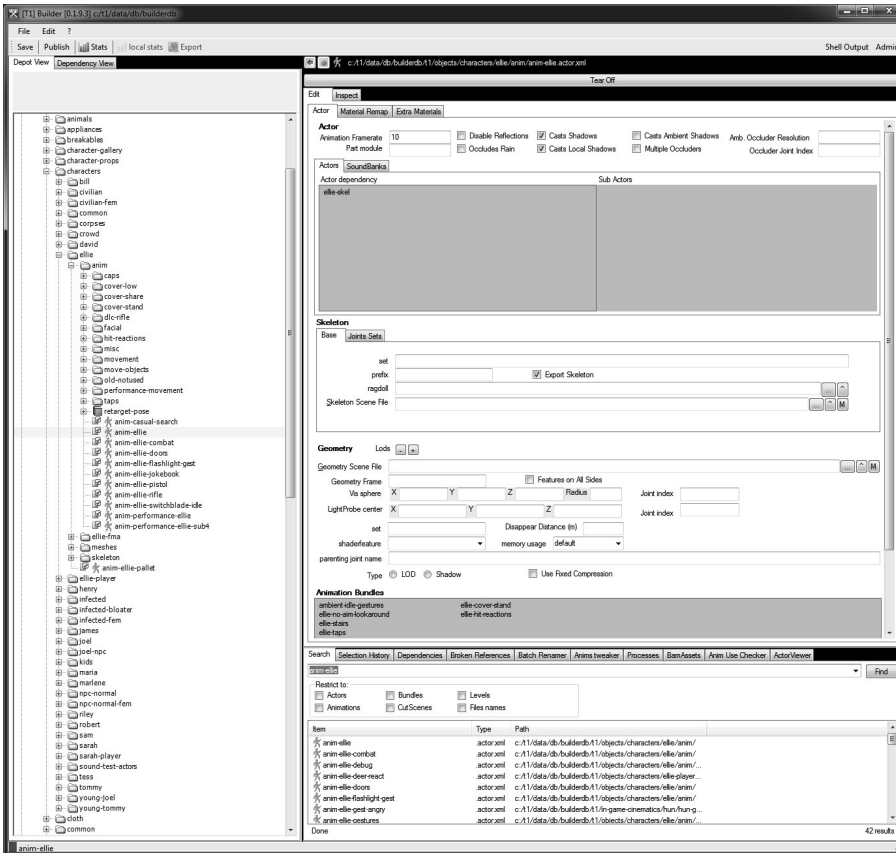 [T1] Builder [0.1.9.3] c:/t1/data/db/builderdb
File Edit ?
Save Publish Stats local stats Export Shell Output Admin
Depot View Dependency View
animals
appliances
breakables
character-gallery
character-props
characters
bill
civilian
civilian-fem
common
corpses
crowd
david
ellie
anim
caps
cover-low
cover-share
cover-stand
dlc-rifle
facial
hit-reactions
misc
movement
move-objects
old-notused
performance-movement
taps
retarget-pose
anim-casual-search
anim-ellie
anim-ellie-combat
anim-ellie-doors
anim-ellie-flashlight-gest
anim-ellie-jokebook
anim-ellie-pistol
anim-ellie-rifle
anim-ellie-switchblade-idle
anim-performance-ellie
anim-performance-ellie-sub4
ellie-fma
meshes
skeleton
anim-ellie-pallet
ellie-player
henry
infected
infected-bloater
infected-fem
james
joel
joel-npc
kids
maria
marlene
npc-normal
npc-normal-fem
riley
robert
sam
sarah
sarah-player
sound-test-actors
tess
tommy
young-joel
young-tommy
cloth
common
anim-ellie
c:/t1/data/db/builderdb/t1/objects/characters/ellie/anim/anim-ellie.actor.xml
Tear Off
Edit Inspect
Actor Material Remap Extra Materials
Actor
Animation Framerate 10 Disable Reflections Casts Shadows Casts Ambient Shadows Amb. Occluder Resolution
Part module Occludes Rain Casts Local Shadows Multiple Occluders Occluder Joint Index
Actors SoundBanks
Actor dependency Sub Actors
ellie-skel
Skeleton
Base Joints Sets
set
prefix Export Skeleton
ragdoll ... ^
Skeleton Scene File ... ^ M
Geometry Lods - +
Geometry Scene File ... ^ M
Geometry Frame Features on All Sides
Vis sphere X Y Z Radius Joint index
LightProbe center X Y Z Joint index
set Disappear Distance (m)
shaderfeature memory usage default
parenting joint name
Type LOD Shadow Use Fixed Compression
Animation Bundles
ambient-idle-gestures ellie-cover-stand
ellie-no-aim-lookaround ellie-hit-reactions
ellie-stairs
ellie-taps
Search Selection History Dependencies Broken References Batch Renamer Anims tweaker Processes BamAssets Anim Use Checker ActorViewer
anim-ellie Find
Restrict to:
Actors Bundles Levels
Animations CutScenes Files names
Item Type Path
anim-ellie .actor.xml c:/t1/data/db/builderdb/t1/objects/characters/ellie/anim/
anim-ellie-combat .actor.xml c:/t1/data/db/builderdb/t1/objects/characters/ellie/anim/
anim-ellie-debug .actor.xml c:/t1/data/db/builderdb/t1/objects/characters/ellie/anim/...
anim-ellie-deer-react .actor.xml c:/t1/data/db/builderdb/t1/objects/characters/ellie-player...
anim-ellie-doors .actor.xml c:/t1/data/db/builderdb/t1/objects/characters/ellie/anim/
anim-ellie-flashlight-gest .actor.xml c:/t1/data/db/builderdb/t1/objects/characters/ellie/anim/
anim-ellie-gest-angry .actor.xml c:/t1/data/db/builderdb/t1/in-game-cinematics/hun/hun-g...
anim-ellie-gestures .actor.xml c:/t1/data/db/builderdb/t1/objects/characters/ellie/anim/...
Done 42 results